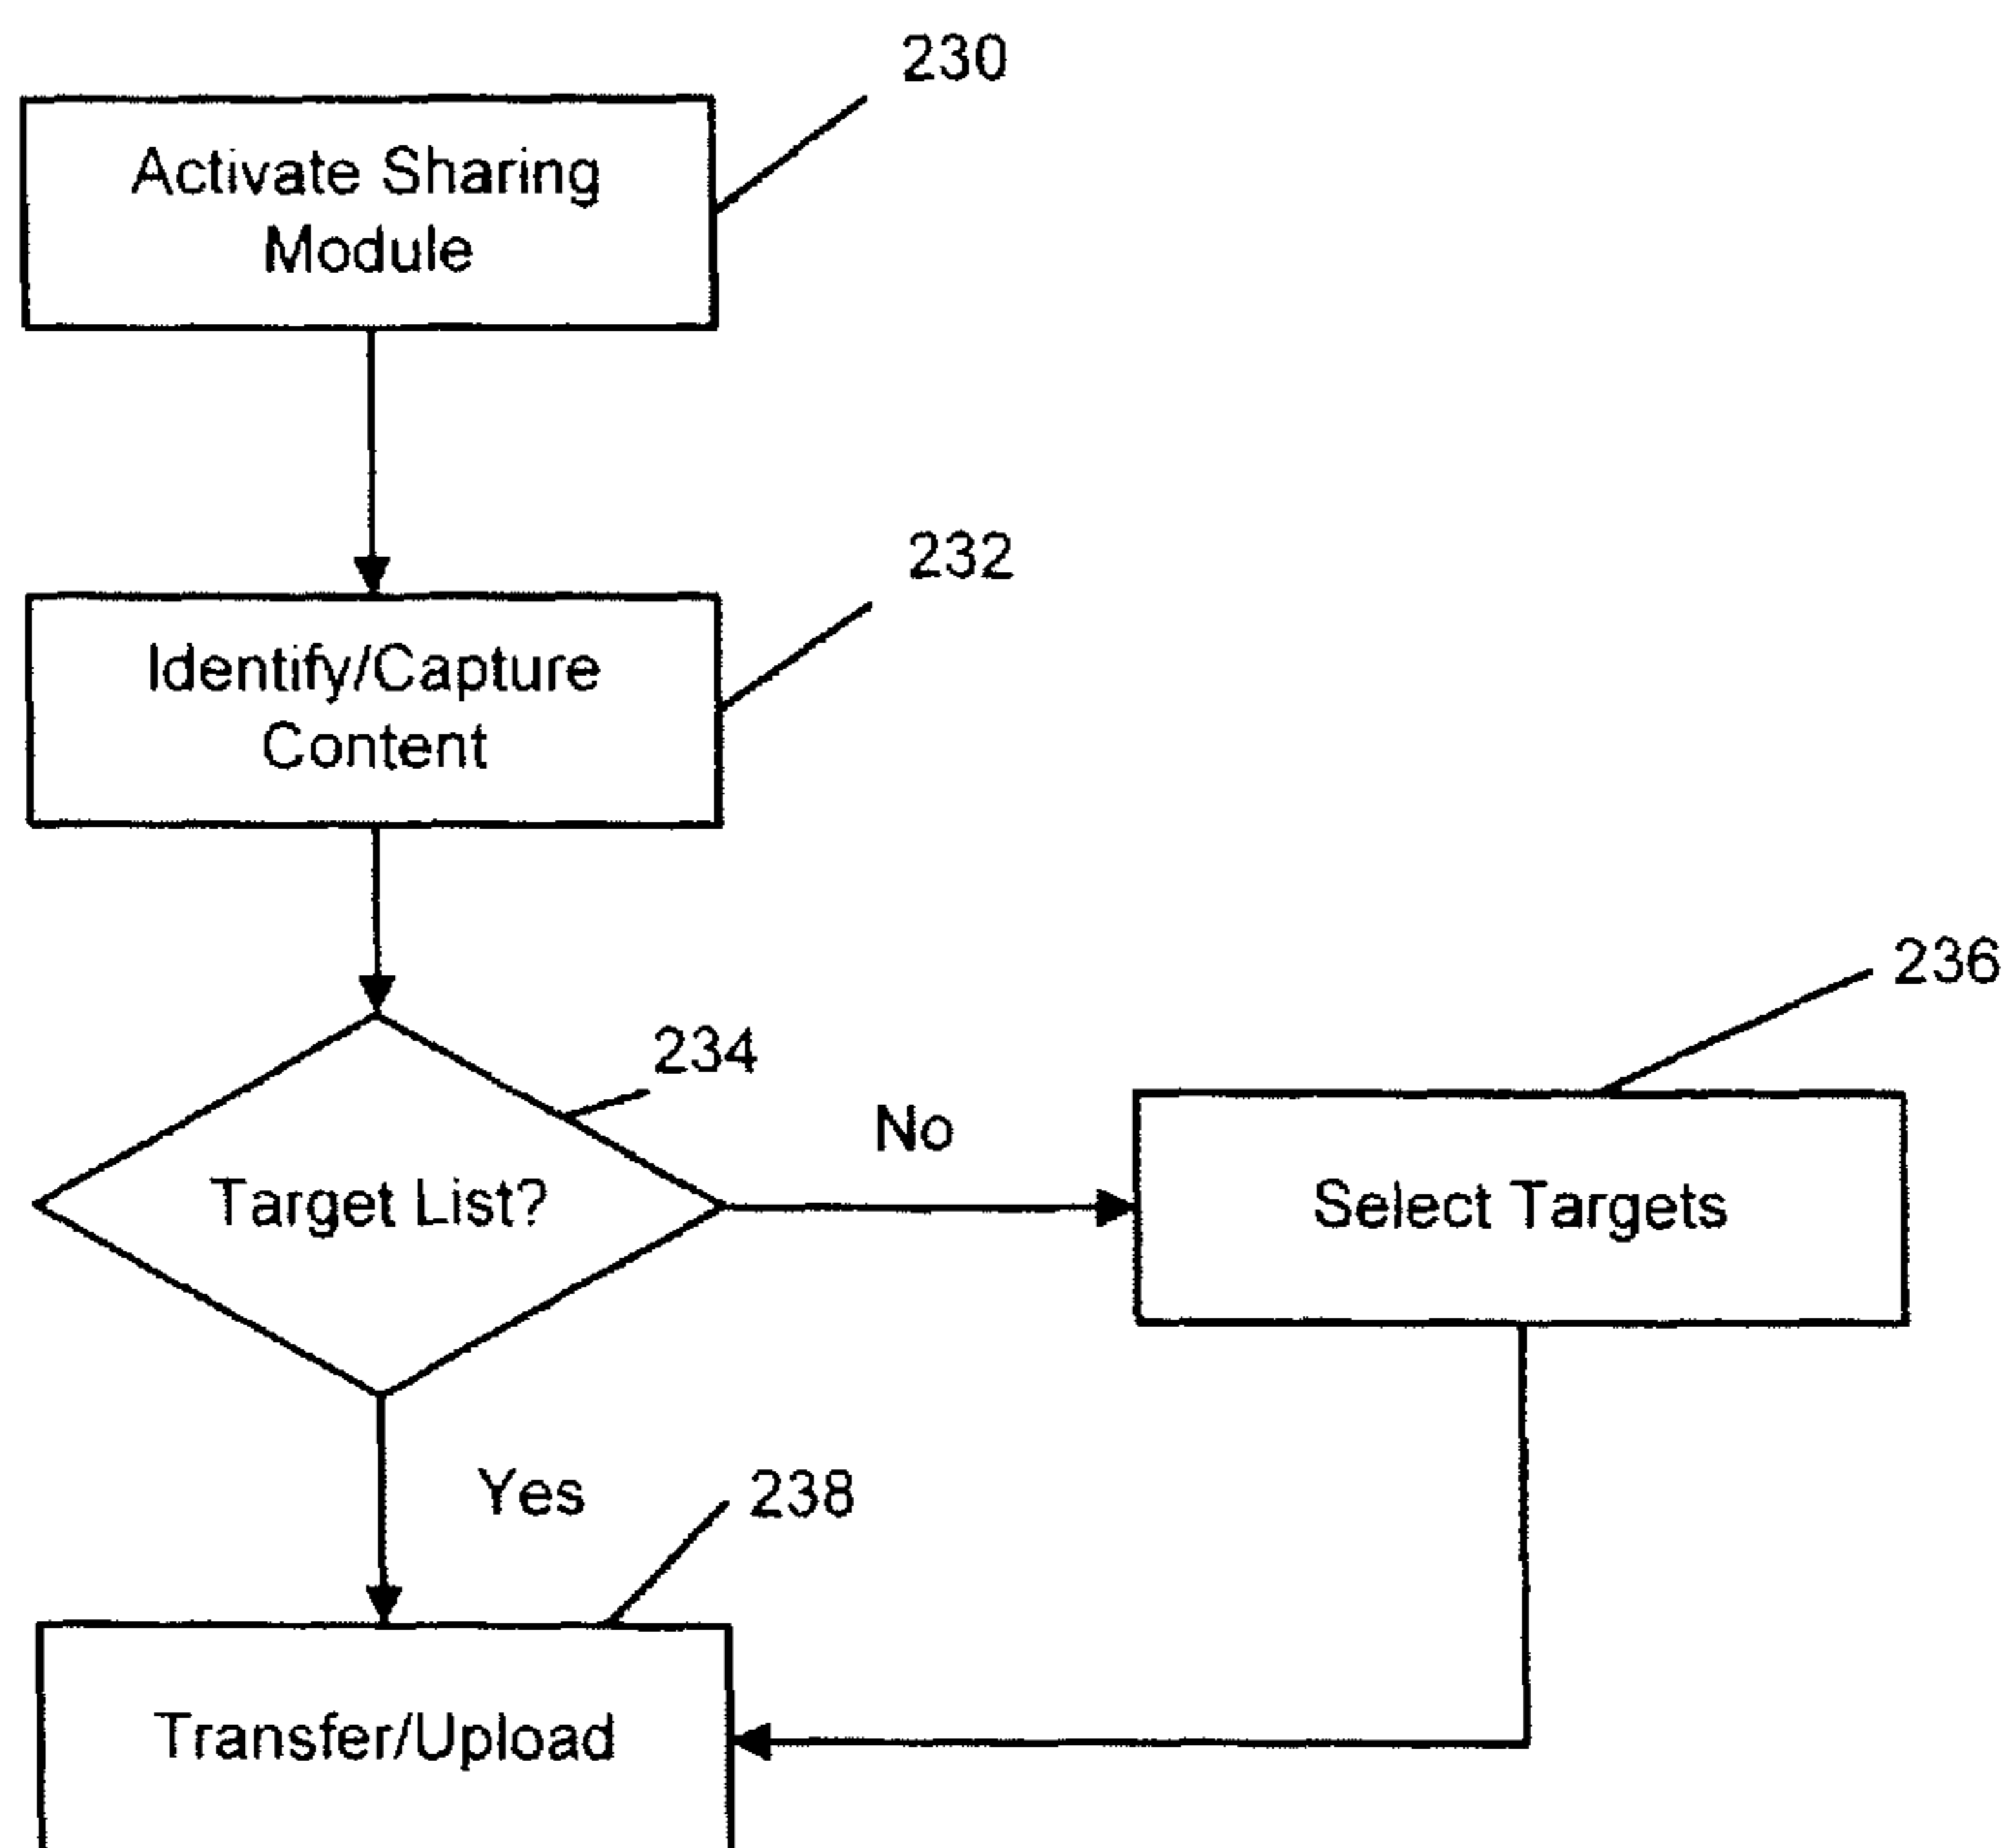 230
Activate Sharing
Module
232
Identify/Capture
Content
236
234
No
Target List?
Select Targets
Yes
238
Transfer/Upload